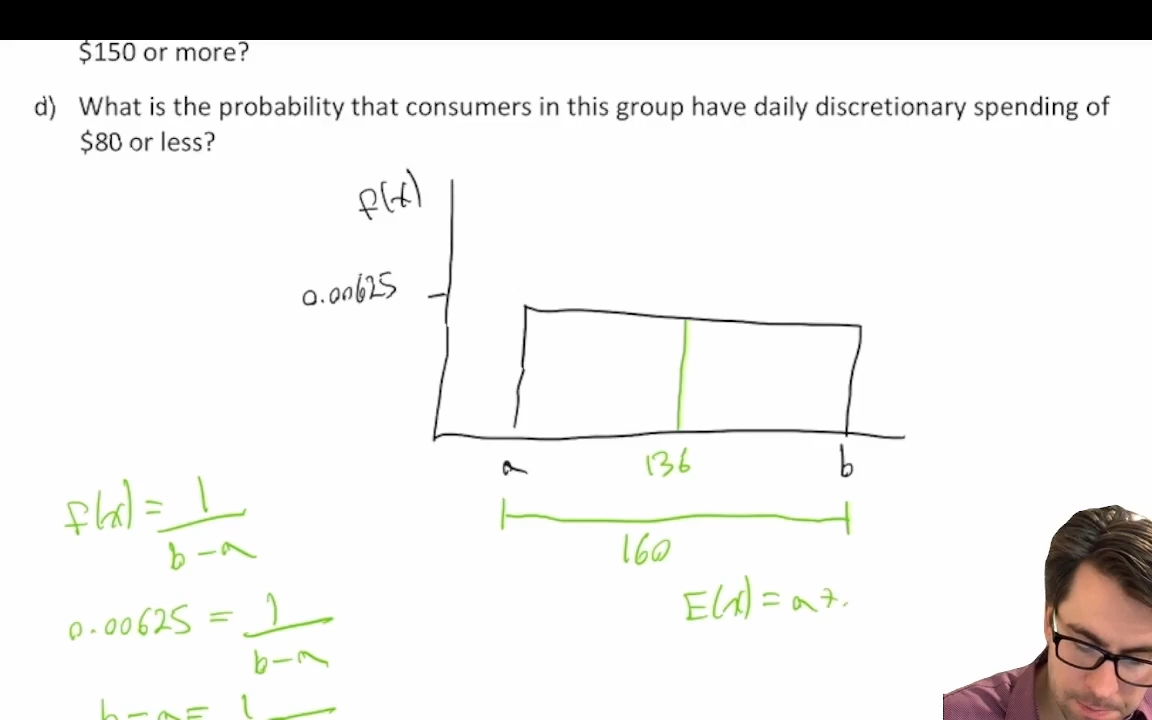 $150 or more?
d) What is the probability that consumers in this group have daily discretionary spending of
$80 or less?
f(x)
0.00625
a 136 b
160
f(x) = 1
b-a
E(x) = a+
0.00625 = 1
b-a
b-a = 1